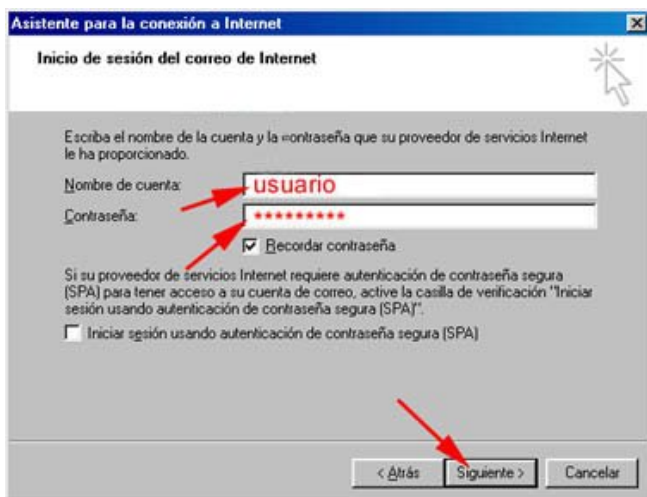 Asistente para la conexión a Internet
Inicio de sesión del correo de Internet
Escriba el nombre de la cuenta y la contraseña que su proveedor de servicios Internet
le ha proporcionado.
Nombre de cuenta: usuario
Contraseña: *********
Recordar contraseña
Si su proveedor de servicios Internet requiere autenticación de contraseña segura
(SPA) para tener acceso a su cuenta de correo, active la casilla de verificación "Iniciar
sesión usando autenticación de contraseña segura (SPA)".
Iniciar sesión usando autenticación de contraseña segura (SPA)
< Atrás Siguiente > Cancelar